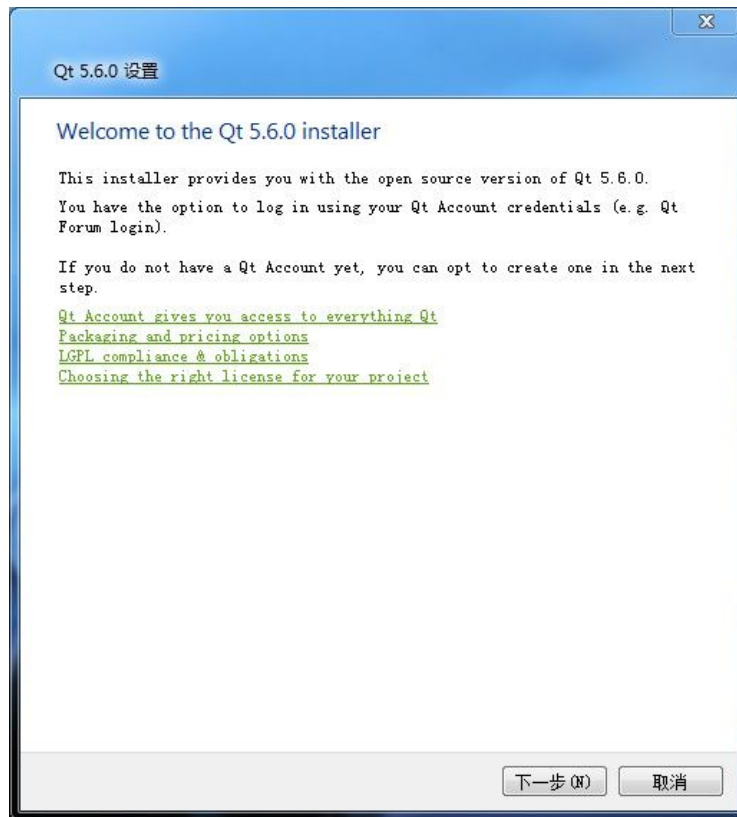 Qt 5.6.0 设置
Welcome to the Qt 5.6.0 installer
This installer provides you with the open source version of Qt 5.6.0.
You have the option to log in using your Qt Account credentials (e.g. Qt
Forum login).
If you do not have a Qt Account yet, you can opt to create one in the next
step.
Qt Account gives you access to everything Qt
Packaging and pricing options
LGPL compliance & obligations
Choosing the right license for your project
下一步(N) 取消